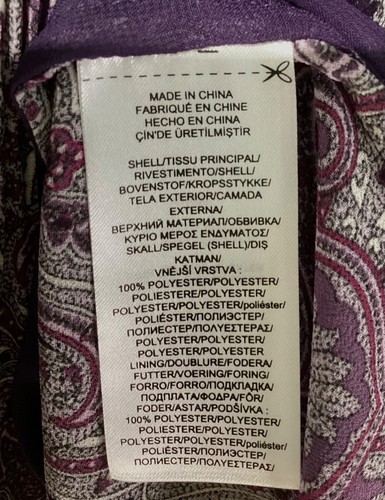 MADE IN CHINA
FABRIQUÉ EN CHINE
HECHO EN CHINA
ÇİN'DE ÜRETİLMİŞTİR
SHELL/TISSU PRINCIPAL/
RIVESTIMENTO/SHELL/
BOVENSTOF/KROPSSTYKKE/
TELA EXTERIOR/CAMADA
EXTERNA/
ВЕРХНИЙ МАТЕРИАЛ/ОБВИВКА/
ΚΥΡΙΟ ΜΕΡΟΣ ΕΝΔΥΜΑΤΟΣ/
SKALL/SPEGEL (SHELL)/DIŞ
KATMAN/
VNĚJŠÍ VRSTVA :
100% POLYESTER/POLYESTER/
POLIESTERE/POLYESTER/
POLYESTER/POLYESTER/poliéster/
POLIÉSTER/ПОЛИЭСТЕР/
ПОЛИЕСТЕР/ΠΟΛΥΕΣΤΕΡΑΣ/
POLYESTER/POLYESTER/
POLYESTER/POLYESTER
LINING/DOUBLURE/FODERA/
FUTTER/VOERING/FORING/
FORRO/FORRO/ПОДКЛАДКА/
ПОДПЛАТА/ΦΟΔΡΑ/FÔR/
FODER/ASTAR/PODŠÍVKA :
100% POLYESTER/POLYESTER/
POLIESTERE/POLYESTER/
POLYESTER/POLYESTER/poliéster/
POLIÉSTER/ПОЛИЭСТЕР/
ПОЛИЕСТЕР/ΠΟΛΥΕΣΤΕΡΑΣ/